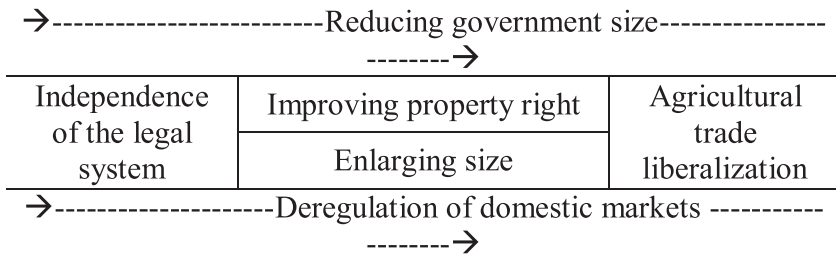 →-----------------------Reducing government size--------------
--------→
Independence of the legal system
Improving property right
Enlarging size
Agricultural trade liberalization
→---------------------Deregulation of domestic markets ----------
--------→